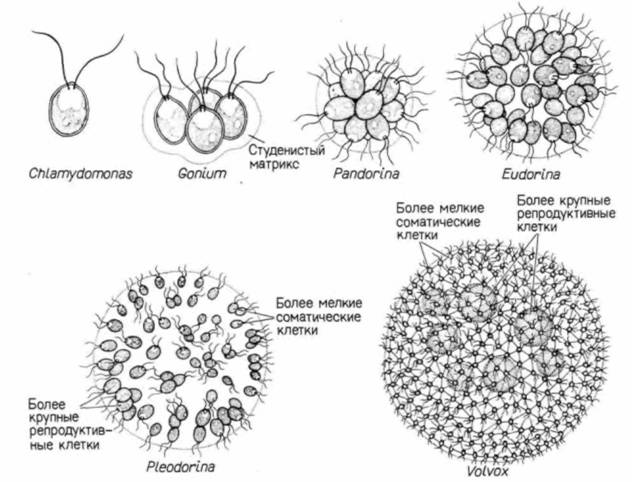 Студенистый
матрикс
Chlamydomonas
Gonium
Pandorina
Eudorina
Более мелкие
соматические
клетки
Более крупные
репродуктивные
клетки
Более мелкие
соматические
клетки
Более
крупные
репродуктив-
ные клетки
Pleodorina
Volvox